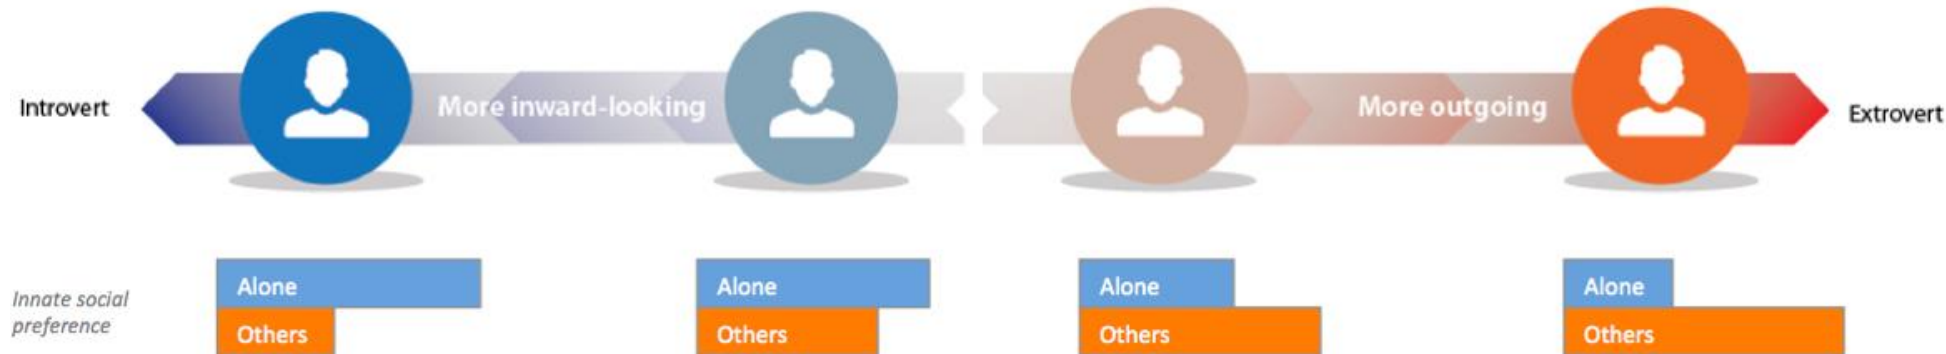 Introvert
More inward-looking
More outgoing
Extrovert
Innate social
preference
Alone
Others
Alone
Others
Alone
Others
Alone
Others